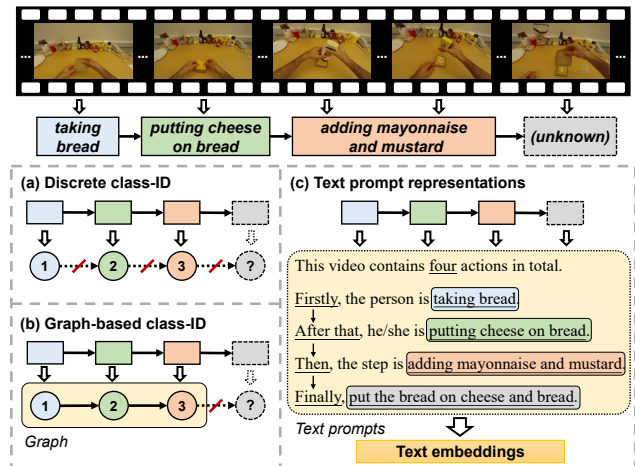 ... ... ... ... ... ...
taking
bread
putting cheese
on bread
adding mayonnaise
and mustard
(unknown)
(a) Discrete class-ID
1 2 3 ?
(b) Graph-based class-ID
1 2 3 ?
Graph
(c) Text prompt representations
This video contains four actions in total.
Firstly, the person is taking bread.
After that, he/she is putting cheese on bread.
Then, the step is adding mayonnaise and mustard.
Finally, put the bread on cheese and bread.
Text prompts
Text embeddings